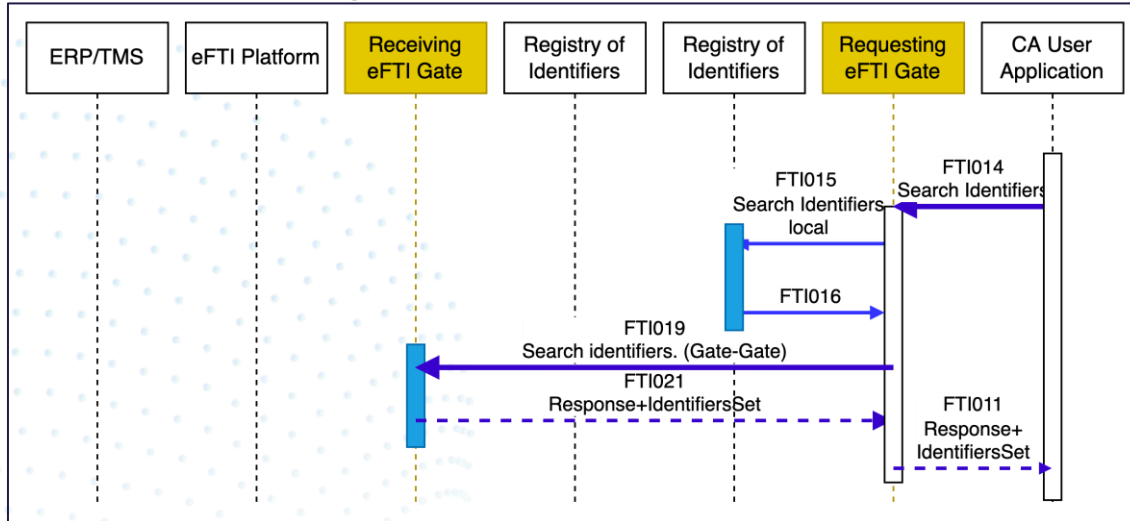 ERP/TMS
eFTI Platform
Receiving
eFTI Gate
Registry of
Identifiers
Registry of
Identifiers
Requesting
eFTI Gate
CA User
Application
FTI014
Search Identifiers
FTI015
Search Identifiers
local
FTI016
FTI019
Search identifiers. (Gate-Gate)
FTI021
Response+IdentifiersSet
FTI011
Response+
IdentifiersSet